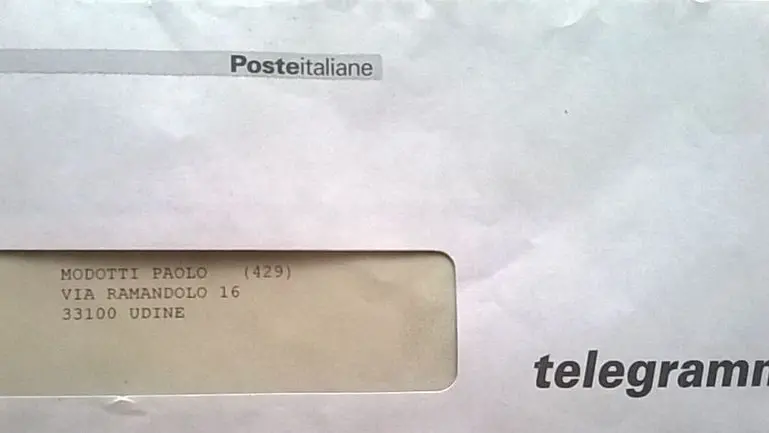 Posteitaliane
MODOTTI PAOLO (429)
VIA RAMANDOLO 16
33100 UDINE
telegramm